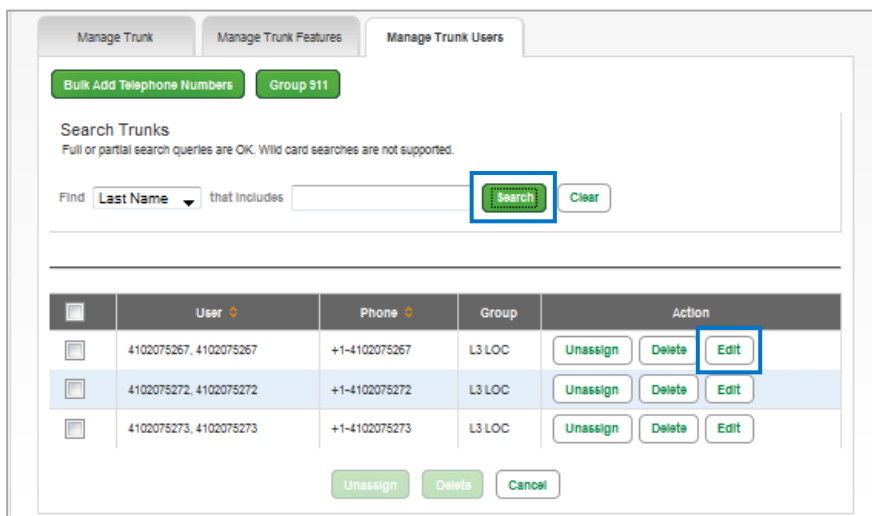 Manage Trunk Manage Trunk Features Manage Trunk Users
Bulk Add Telephone Numbers Group 911
Search Trunks
Full or partial search queries are OK. Wild card searches are not supported.
Find Last Name that includes Search Clear
User Phone Group Action
4102075267, 4102075267 +1-4102075267 L3 LOC Unassign Delete Edit
4102075272, 4102075272 +1-4102075272 L3 LOC Unassign Delete Edit
4102075273, 4102075273 +1-4102075273 L3 LOC Unassign Delete Edit
Unassign Delete Cancel